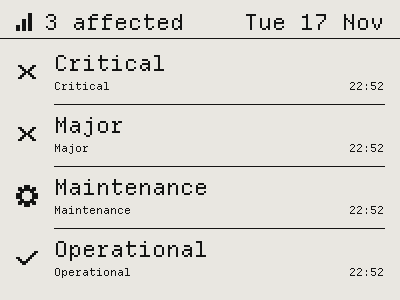 3 affected Tue 17 Nov
Critical
Critical 22:52
Major
Major 22:52
Maintenance
Maintenance 22:52
Operational
Operational 22:52